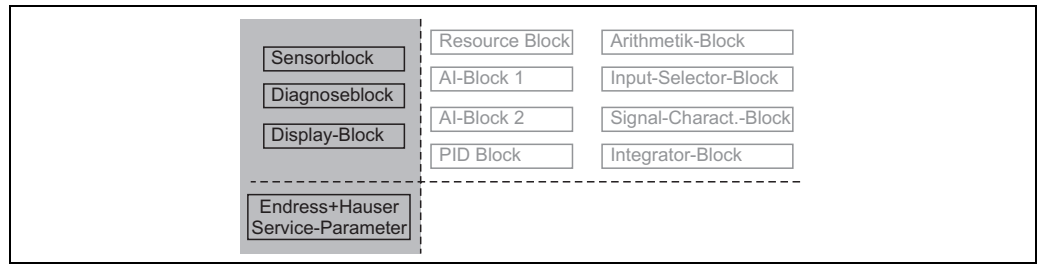 Sensorblock
Diagnoseblock
Display-Block
Resource Block
AI-Block 1
AI-Block 2
PID Block
Arithmetik-Block
Input-Selector-Block
Signal-Charact.-Block
Integrator-Block
Endress+Hauser
Service-Parameter